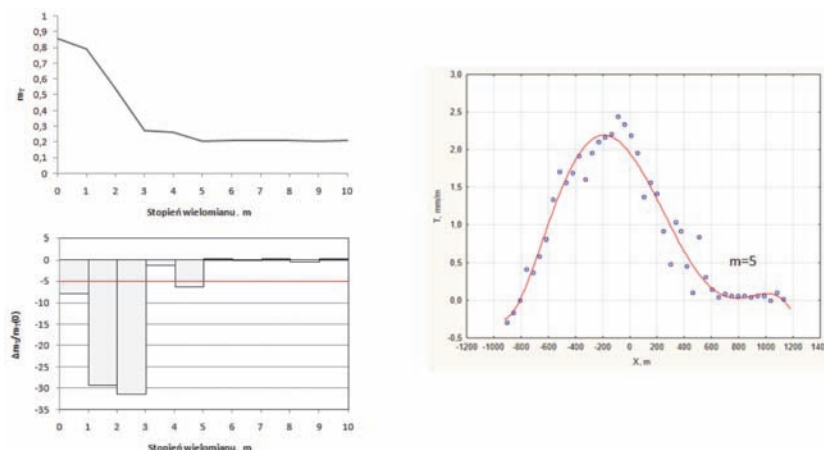 1
0,9
0,8
0,7
0,6
0,5
0,4
0,3
0,2
0,1
0
m_T
0 1 2 3 4 5 6 7 8 9 10
Stopień wielomianu, m
5
0
-5
-10
-15
-20
-25
-30
-35
Δm_T/m_T(0)
0 1 2 3 4 5 6 7 8 9 10
Stopień wielomianu, m
3,0
2,5
2,0
1,5
1,0
0,5
0,0
-0,5
T, mm/m
m=5
-1200 -1000 -800 -600 -400 -200 0 200 400 600 800 1000 1200 140
X, m